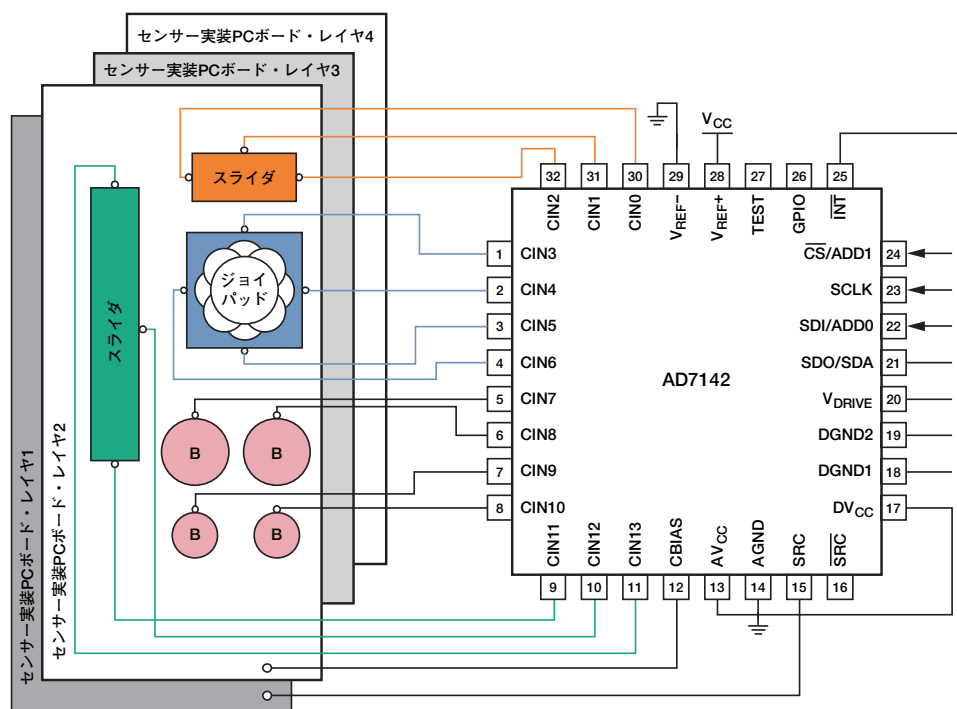 センサー実装PCボード・レイヤ4
センサー実装PCボード・レイヤ3
センサー実装PCボード・レイヤ2
センサー実装PCボード・レイヤ1
スライダ
スライダ
ジョイ
パッド
B
B
B
B
VCC
32
31
30
29
28
27
26
25
CIN2
CIN1
CIN0
VREF−
VREF+
TEST
GPIO
INT
1 CIN3
2 CIN4
3 CIN5
4 CIN6
5 CIN7
6 CIN8
7 CIN9
8 CIN10
AD7142
CS/ADD1 24
SCLK 23
SDI/ADD0 22
SDO/SDA 21
VDRIVE 20
DGND2 19
DGND1 18
DVCC 17
CIN11
CIN12
CIN13
CBIAS
AVCC
AGND
SRC
SRC
9
10
11
12
13
14
15
16